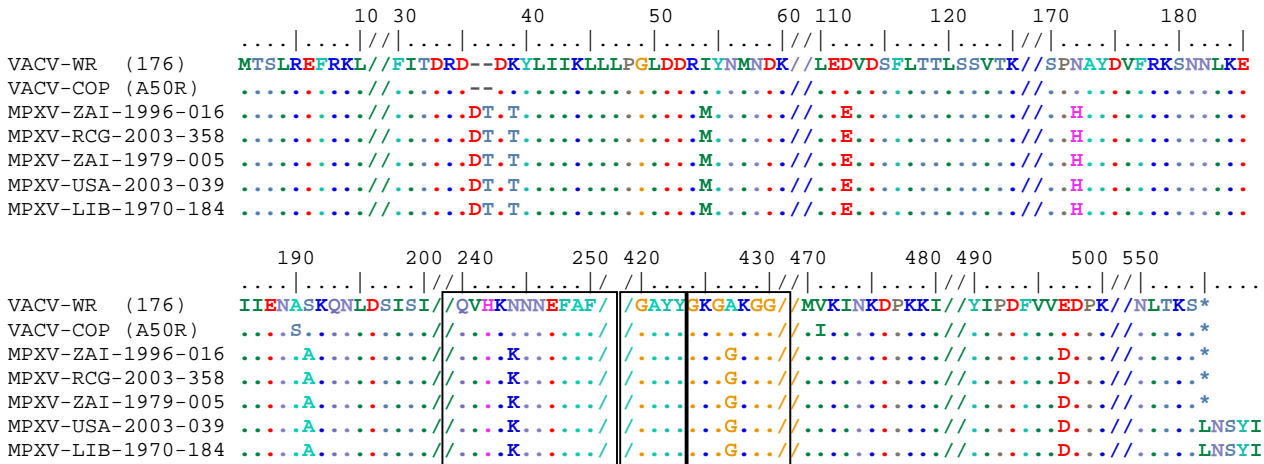 10 30 40 50 60 110 120 170 180
....|....|//|....|....|....|....|....|....|//|....|....|....|//|....|....|....|
VACV-WR (176) MTSLREFRKL//FITDRD--DKYLIIKLLLPGLDDRIYNMNDK//LEDVDSFLTTLSSVTK//SPNAYDVFRKSNNLKE
VACV-COP (A50R) ..........//......--.......................//................//................
MPXV-ZAI-1996-016 ..........//......DT.T..............M......//..E.............//..H.............
MPXV-RCG-2003-358 ..........//......DT.T..............M......//..E.............//..H.............
MPXV-ZAI-1979-005 ..........//......DT.T..............M......//..E.............//..H.............
MPXV-USA-2003-039 ..........//......DT.T..............M......//..E.............//..H.............
MPXV-LIB-1970-184 ..........//......DT.T..............M......//..E.............//..H.............
190 200 240 250 420 430 470 480 490 500 550
....|....|....|//|....|....|//|....|....|//|....|....|//|....|....|//|....|....
VACV-WR (176) IIENASKQNLDSISI//QVHKNNNEFAF//GAYYGKGAKGG//MVKINKDPKKI//YIPDFVVEDPK//NLTKS*
VACV-COP (A50R) ....S..........//...........//...........//.I.........//...........//.....*
MPXV-ZAI-1996-016 .....A.........//....K......//.......G...//...........//.......D...//.....*
MPXV-RCG-2003-358 .....A.........//....K......//.......G...//...........//.......D...//.....*
MPXV-ZAI-1979-005 .....A.........//....K......//.......G...//...........//.......D...//.....*
MPXV-USA-2003-039 .....A.........//....K......//.......G...//...........//.......D...//.....LNSYI
MPXV-LIB-1970-184 .....A.........//....K......//.......G...//...........//.......D...//.....LNSYI